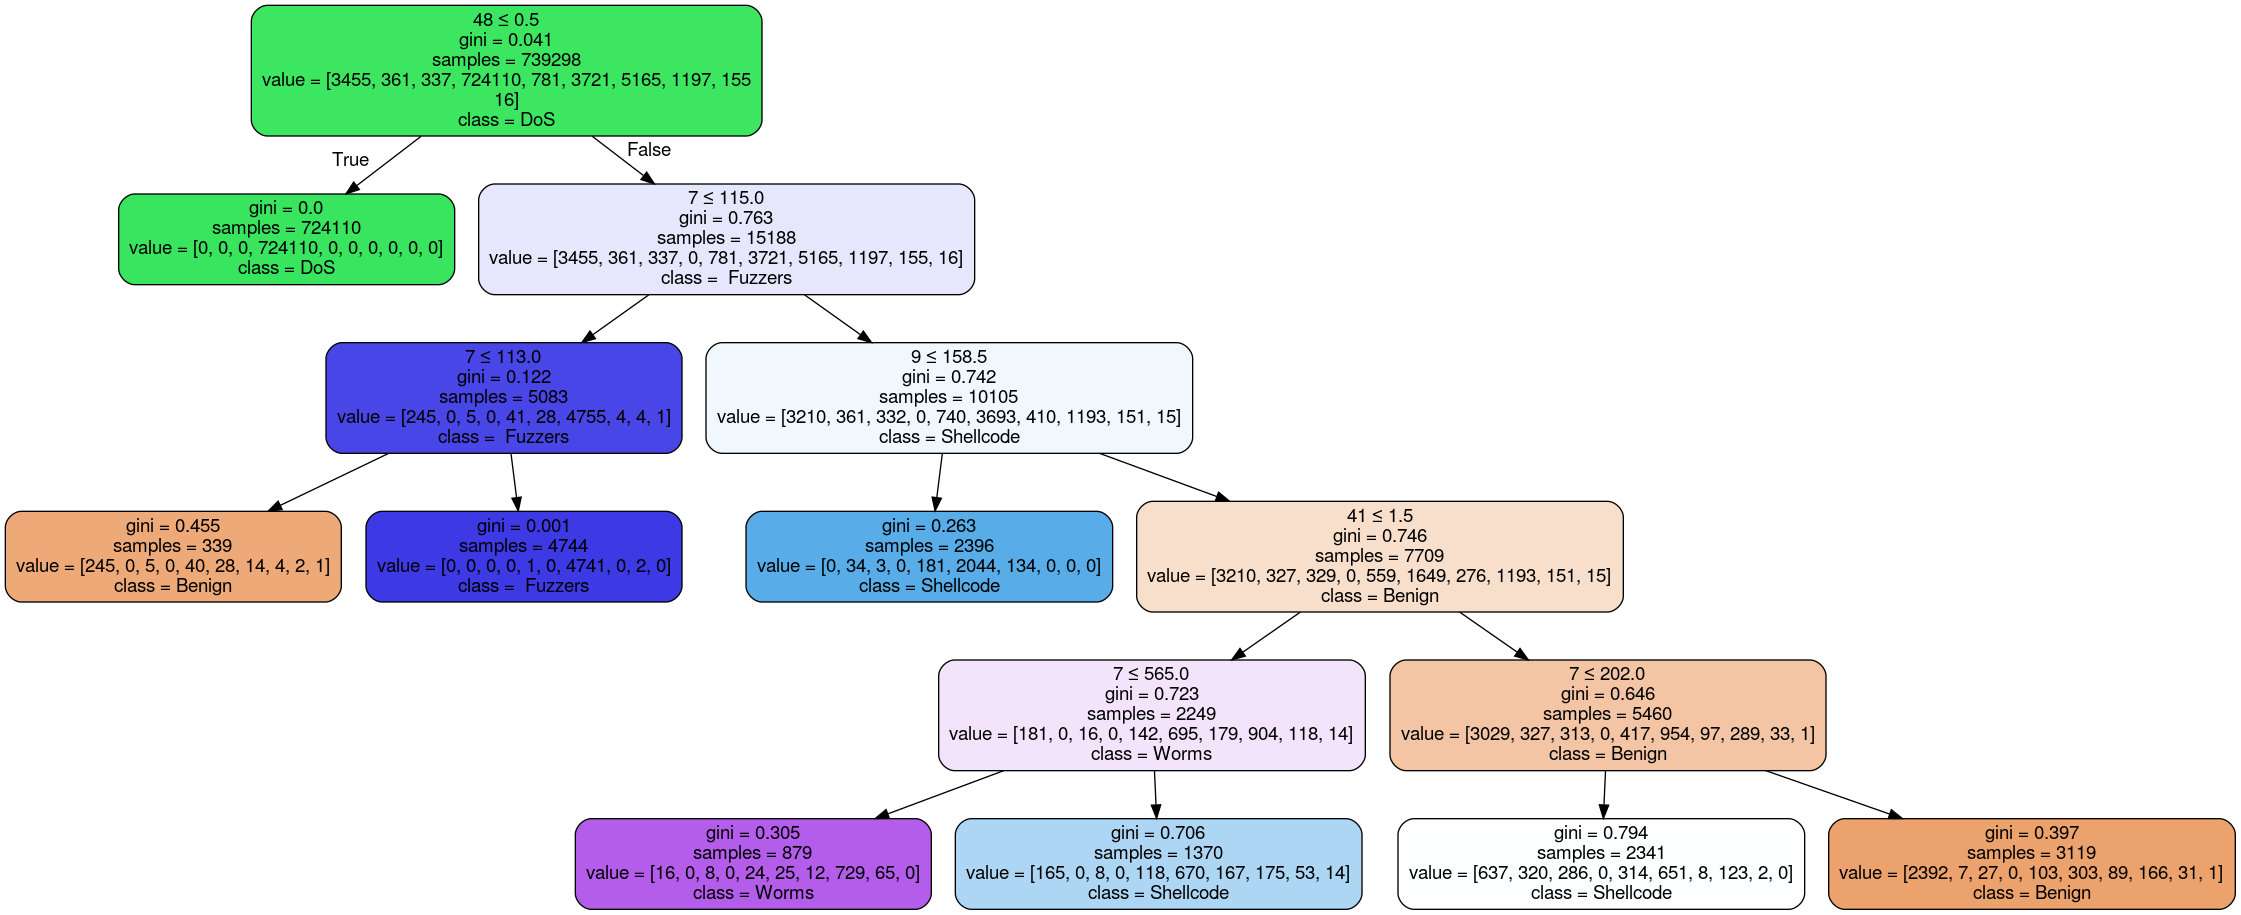 48 ≤ 0.5
gini = 0.041
samples = 739298
value = [3455, 361, 337, 724110, 781, 3721, 5165, 1197, 155
16]
class = DoS
True
False
gini = 0.0
samples = 724110
value = [0, 0, 0, 724110, 0, 0, 0, 0, 0, 0]
class = DoS
7 ≤ 115.0
gini = 0.763
samples = 15188
value = [3455, 361, 337, 0, 781, 3721, 5165, 1197, 155, 16]
class =  Fuzzers
7 ≤ 113.0
gini = 0.122
samples = 5083
value = [245, 0, 5, 0, 41, 28, 4755, 4, 4, 1]
class =  Fuzzers
9 ≤ 158.5
gini = 0.742
samples = 10105
value = [3210, 361, 332, 0, 740, 3693, 410, 1193, 151, 15]
class = Shellcode
gini = 0.455
samples = 339
value = [245, 0, 5, 0, 40, 28, 14, 4, 2, 1]
class = Benign
gini = 0.001
samples = 4744
value = [0, 0, 0, 0, 1, 0, 4741, 0, 2, 0]
class =  Fuzzers
gini = 0.263
samples = 2396
value = [0, 34, 3, 0, 181, 2044, 134, 0, 0, 0]
class = Shellcode
41 ≤ 1.5
gini = 0.746
samples = 7709
value = [3210, 327, 329, 0, 559, 1649, 276, 1193, 151, 15]
class = Benign
7 ≤ 565.0
gini = 0.723
samples = 2249
value = [181, 0, 16, 0, 142, 695, 179, 904, 118, 14]
class = Worms
7 ≤ 202.0
gini = 0.646
samples = 5460
value = [3029, 327, 313, 0, 417, 954, 97, 289, 33, 1]
class = Benign
gini = 0.305
samples = 879
value = [16, 0, 8, 0, 24, 25, 12, 729, 65, 0]
class = Worms
gini = 0.706
samples = 1370
value = [165, 0, 8, 0, 118, 670, 167, 175, 53, 14]
class = Shellcode
gini = 0.794
samples = 2341
value = [637, 320, 286, 0, 314, 651, 8, 123, 2, 0]
class = Shellcode
gini = 0.397
samples = 3119
value = [2392, 7, 27, 0, 103, 303, 89, 166, 31, 1]
class = Benign